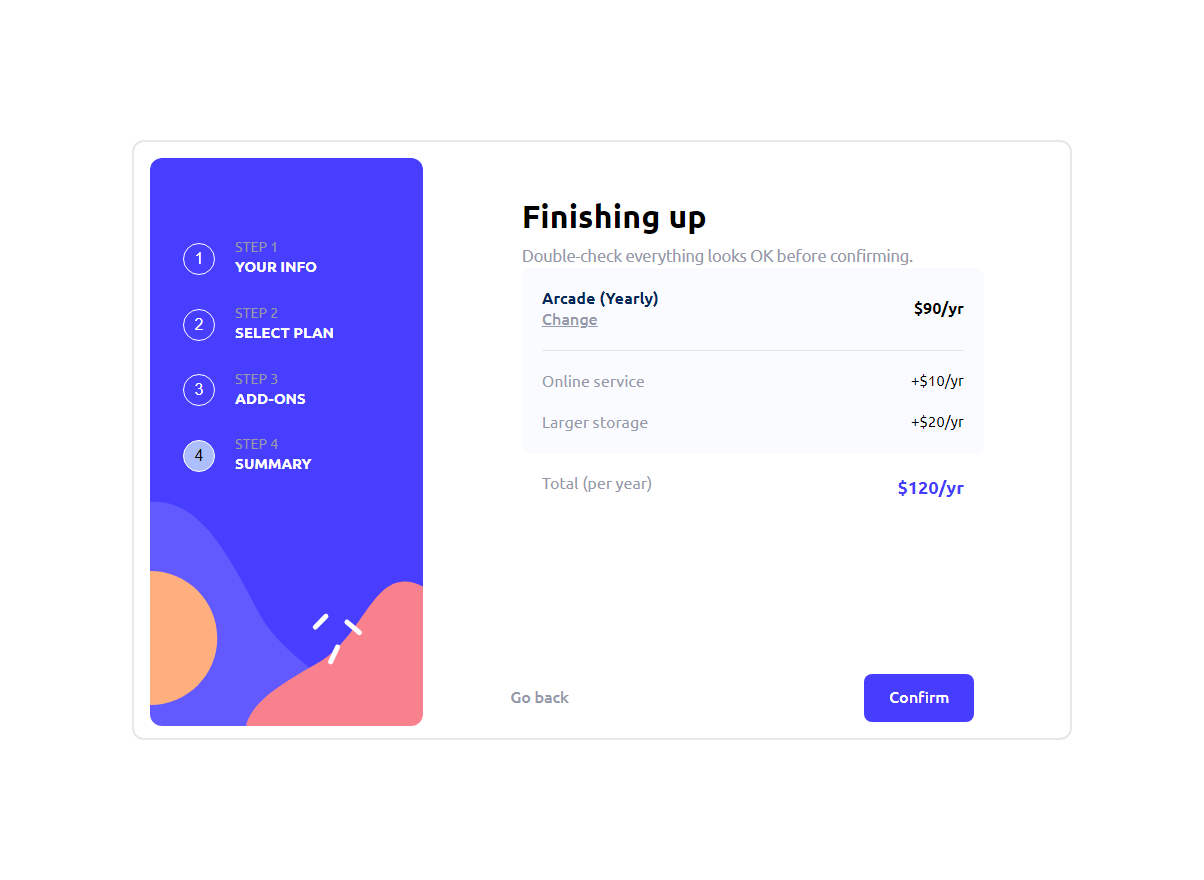 1
STEP 1
YOUR INFO
2
STEP 2
SELECT PLAN
3
STEP 3
ADD-ONS
4
STEP 4
SUMMARY
Finishing up
Double-check everything looks OK before confirming.
Arcade (Yearly)
Change
$90/yr
Online service +$10/yr
Larger storage +$20/yr
Total (per year) $120/yr
Go back Confirm